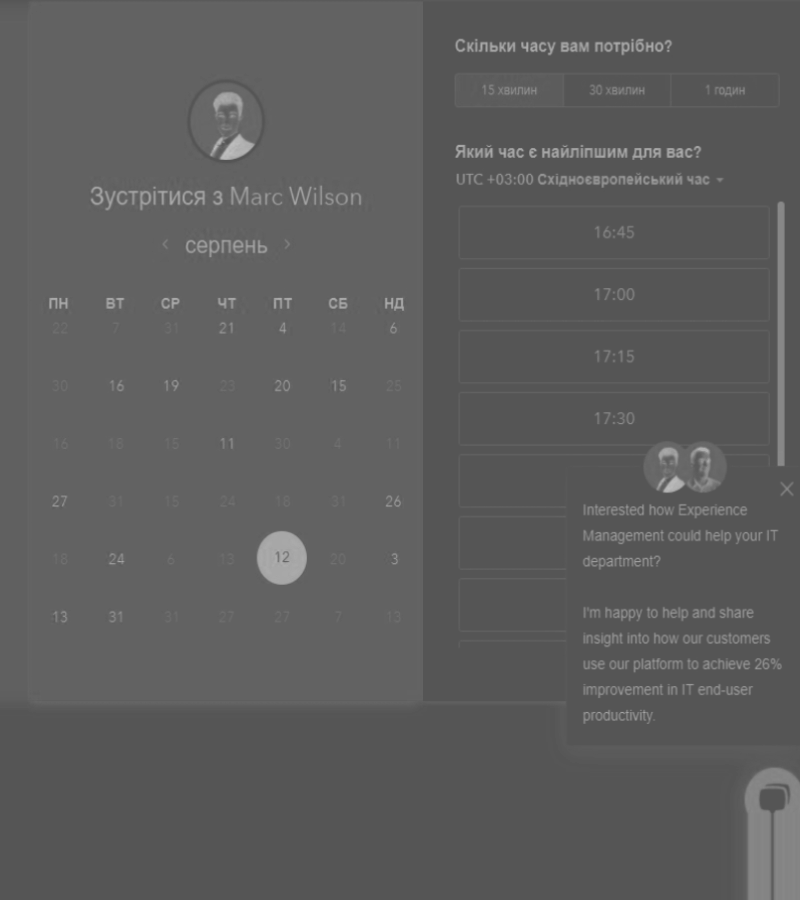 Зустрітися з Marc Wilson
серпень
ПН ВТ СР ЧТ ПТ СБ НД
22 7 31 21 4 14 6
30 16 19 23 20 15 25
16 18 15 11 30 4 11
27 31 15 24 18 31 26
18 24 6 13 12 20 3
13 31 31 27 27 7 13
Скільки часу вам потрібно?
15 хвилин 30 хвилин 1 годин
Який час є найліпшим для вас?
UTC +03:00 Східноєвропейський час
16:45
17:00
17:15
17:30
Interested how Experience
Management could help your IT
department?
I'm happy to help and share
insight into how our customers
use our platform to achieve 26%
improvement in IT end-user
productivity.